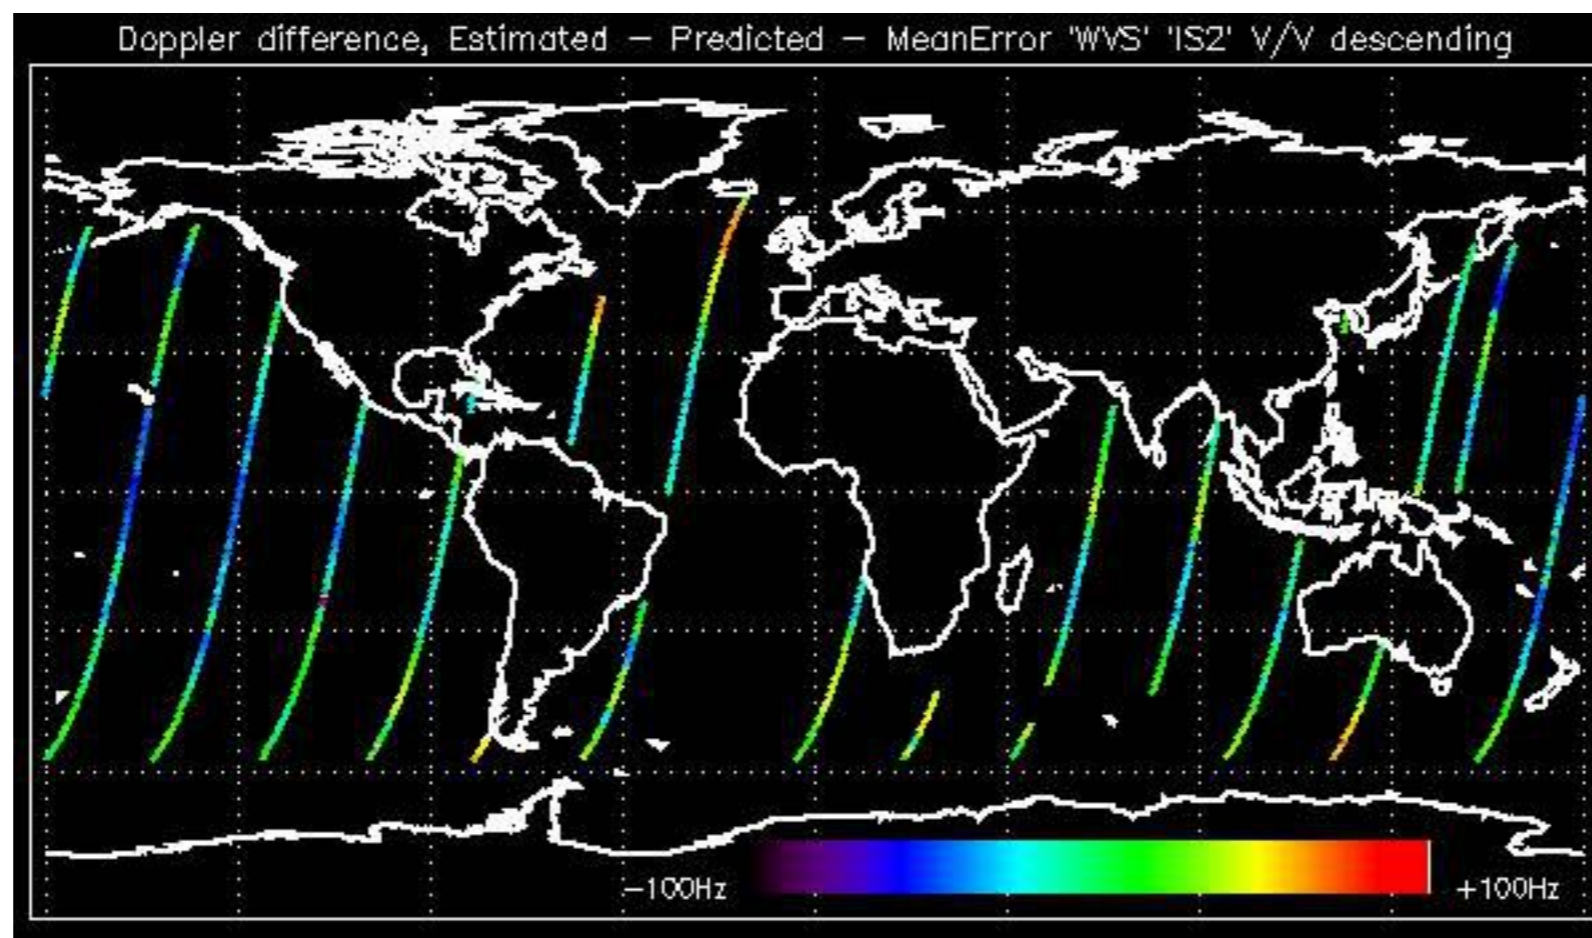 Doppler difference, Estimated – Predicted – MeanError 'WVS' 'IS2' V/V descending
–100Hz +100Hz